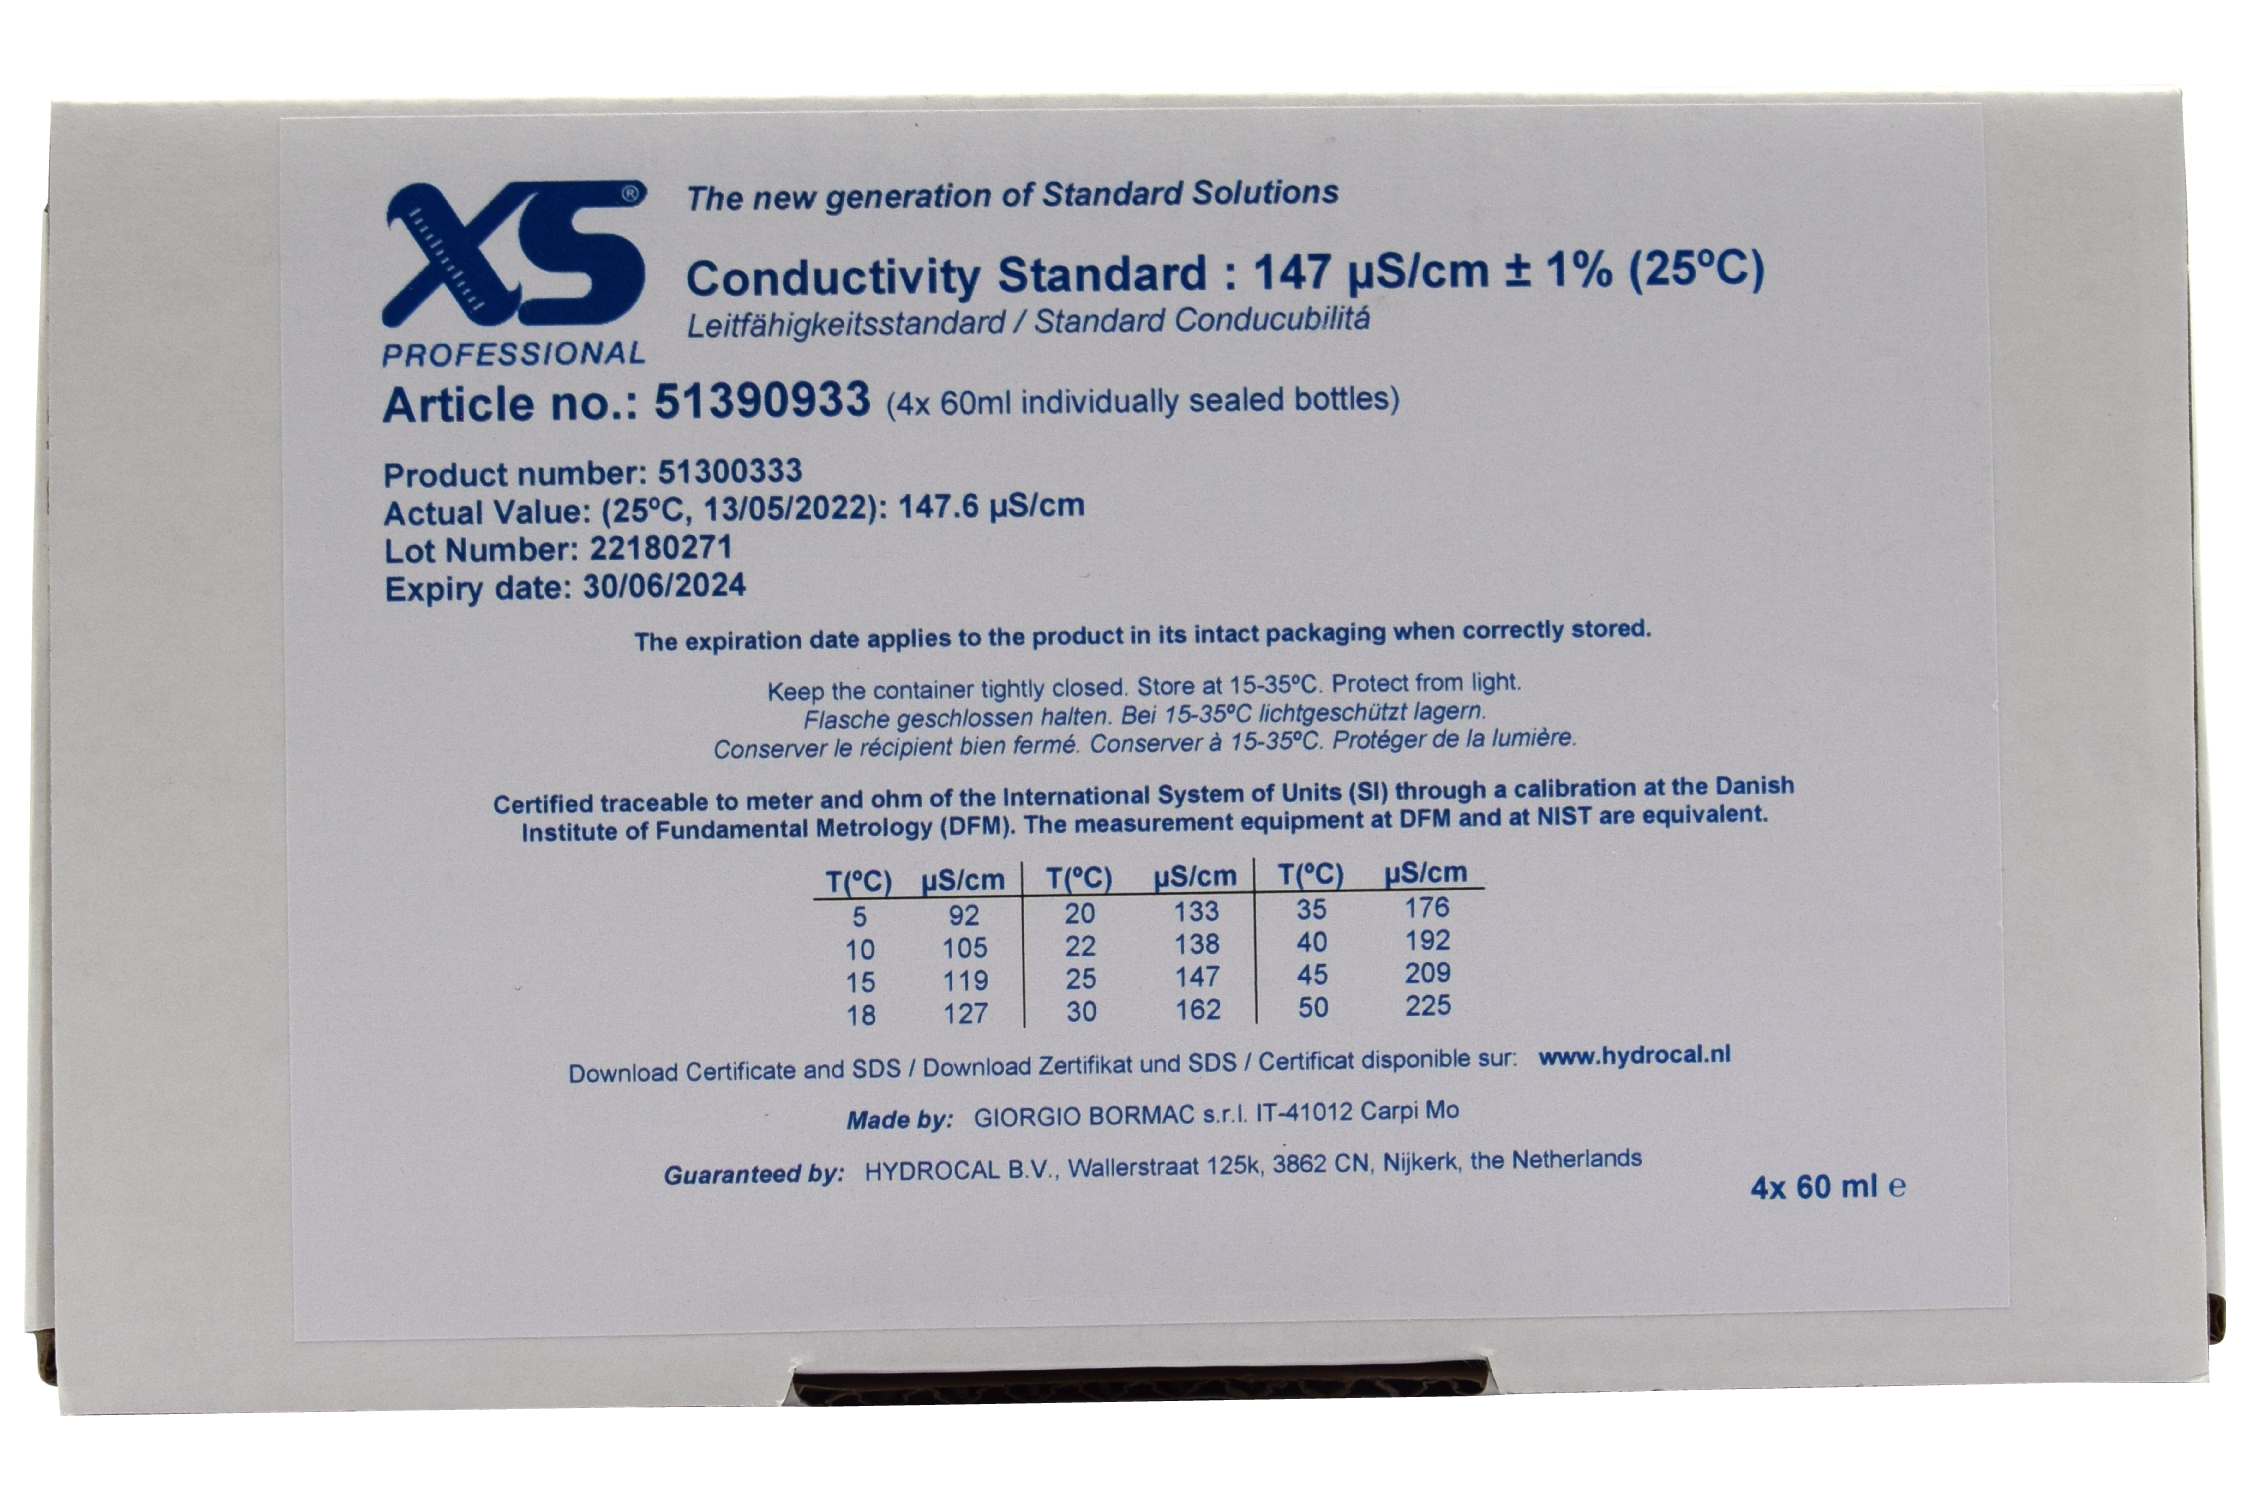 XS®
PROFESSIONAL
The new generation of Standard Solutions
Conductivity Standard : 147 µS/cm ± 1% (25ºC)
Leitfähigkeitsstandard / Standard Conducubilitá
Article no.: 51390933 (4x 60ml individually sealed bottles)
Product number: 51300333
Actual Value: (25ºC, 13/05/2022): 147.6 µS/cm
Lot Number: 22180271
Expiry date: 30/06/2024
The expiration date applies to the product in its intact packaging when correctly stored.
Keep the container tightly closed. Store at 15-35ºC. Protect from light.
Flasche geschlossen halten. Bei 15-35ºC lichtgeschützt lagern.
Conserver le récipient bien fermé. Conserver à 15-35ºC. Protéger de la lumière.
Certified traceable to meter and ohm of the International System of Units (SI) through a calibration at the Danish
Institute of Fundamental Metrology (DFM). The measurement equipment at DFM and at NIST are equivalent.
T(ºC) µS/cm T(ºC) µS/cm T(ºC) µS/cm
5 92 20 133 35 176
10 105 22 138 40 192
15 119 25 147 45 209
18 127 30 162 50 225
Download Certificate and SDS / Download Zertifikat und SDS / Certificat disponible sur: www.hydrocal.nl
Made by: GIORGIO BORMAC s.r.l. IT-41012 Carpi Mo
Guaranteed by: HYDROCAL B.V., Wallerstraat 125k, 3862 CN, Nijkerk, the Netherlands
4x 60 ml e